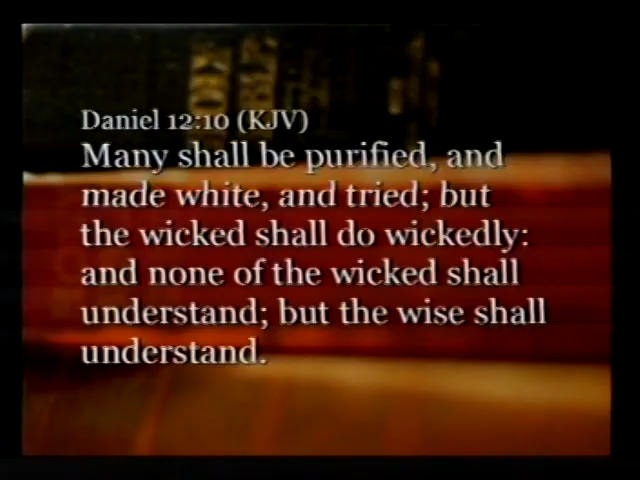 Daniel 12:10 (KJV)
Many shall be purified, and
made white, and tried; but
the wicked shall do wickedly:
and none of the wicked shall
understand; but the wise shall
understand.